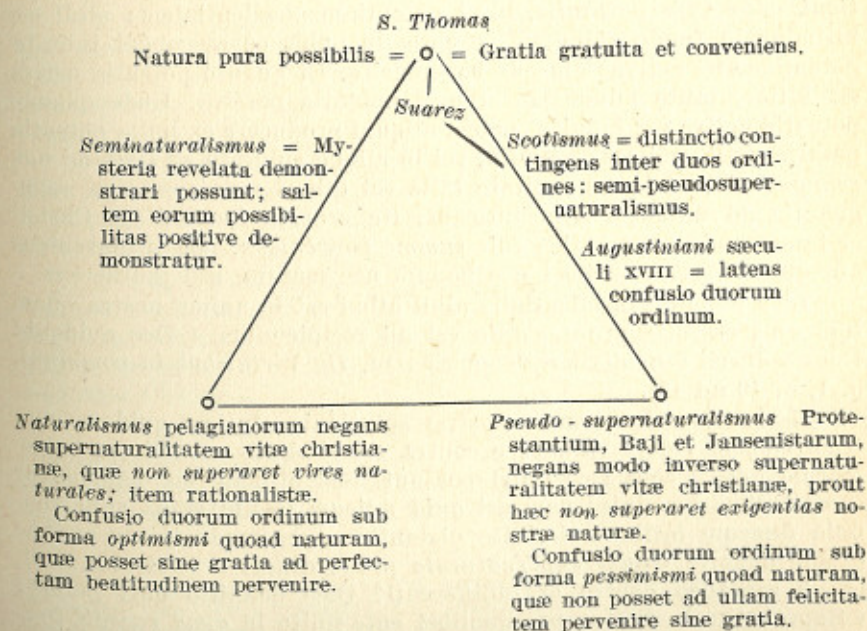 S. Thomas
Natura pura possibilis = = Gratia gratuita et conveniens.
Suarez
Seminaturalismus = My-
steria revelata demon-
strari possunt; sal-
tem eorum possibi-
litas positive de-
monstratur.
Scotismus = distinctio con-
tingens inter duos ordi-
nes: semi-pseudosuper-
naturalismus.
Augustiniani sæcu-
li XVIII = latens
confusio duorum
ordinum.
Naturalismus pelagianorum negans
supernaturalitatem vitæ christia-
næ, quæ non superaret vires na-
turales; item rationalistæ.
Confusio duorum ordinum sub
forma optimismi quoad naturam,
quæ posset sine gratia ad perfec-
tam beatitudinem pervenire.
Pseudo-supernaturalismus Prote-
stantium, Baji et Jansenistarum,
negans modo inverso supernatu-
ralitatem vitæ christianæ, prout
hæc non superaret exigentias no-
stræ naturæ.
Confusio duorum ordinum sub
forma pessimismi quoad naturam,
quæ non posset ad ullam felicita-
tem pervenire sine gratia.